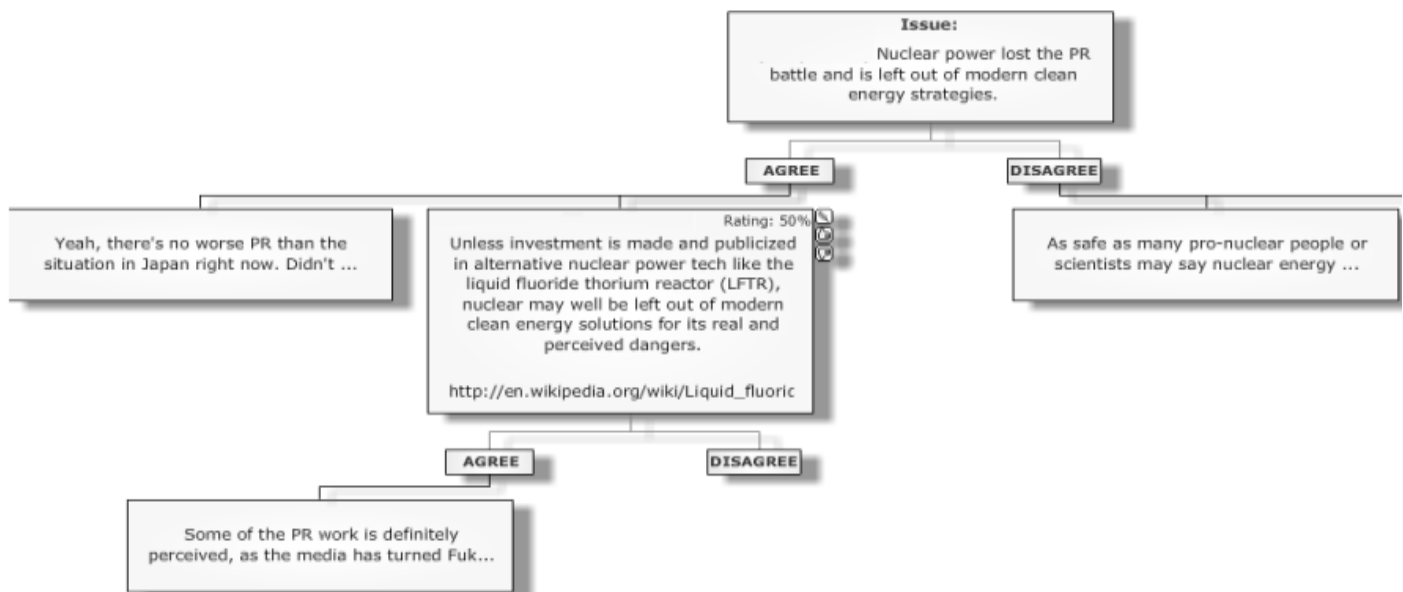 Issue:
Nuclear power lost the PR
battle and is left out of modern clean
energy strategies.
AGREE
DISAGREE
Yeah, there's no worse PR than the
situation in Japan right now. Didn't ...
Rating: 50%
Unless investment is made and publicized
in alternative nuclear power tech like the
liquid fluoride thorium reactor (LFTR),
nuclear may well be left out of modern
clean energy solutions for its real and
perceived dangers.
http://en.wikipedia.org/wiki/Liquid_fluoric
As safe as many pro-nuclear people or
scientists may say nuclear energy ...
AGREE
DISAGREE
Some of the PR work is definitely
perceived, as the media has turned Fuk...